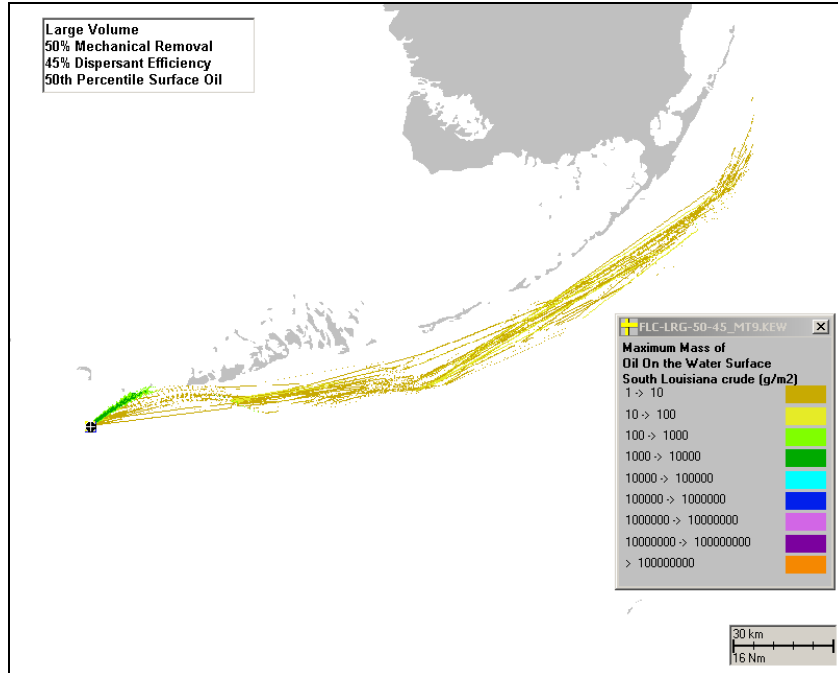 Large Volume
50% Mechanical Removal
45% Dispersant Efficiency
50th Percentile Surface Oil
FLC-LRG-50-45_MT9.KEW
Maximum Mass of
Oil On the Water Surface
South Louisiana crude (g/m2)
1 -> 10
10 -> 100
100 -> 1000
1000 -> 10000
10000 -> 100000
100000 -> 1000000
1000000 -> 10000000
10000000 -> 100000000
> 100000000
30 km
16 Nm